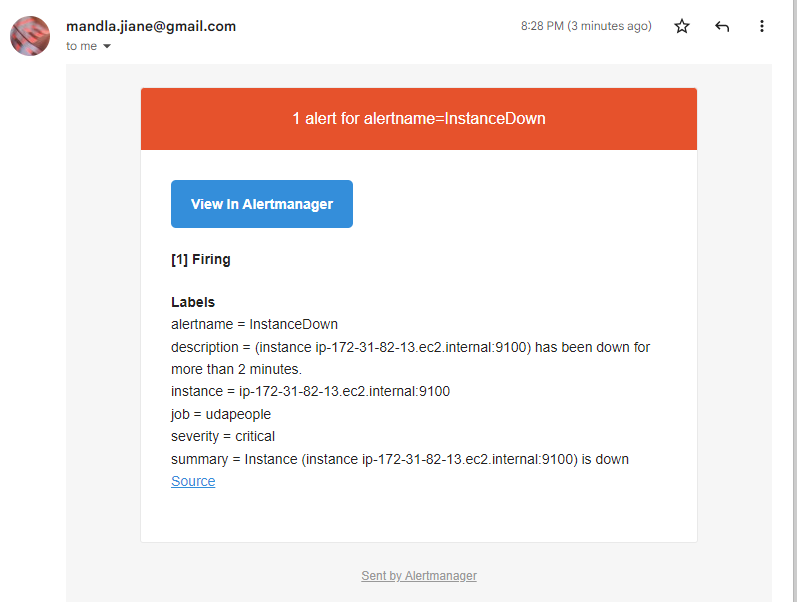 mandla.jiane@gmail.com
8:28 PM (3 minutes ago)
to me
1 alert for alertname=InstanceDown
View In Alertmanager
[1] Firing
Labels
alertname = InstanceDown
description = (instance ip-172-31-82-13.ec2.internal:9100) has been down for
more than 2 minutes.
instance = ip-172-31-82-13.ec2.internal:9100
job = udapeople
severity = critical
summary = Instance (instance ip-172-31-82-13.ec2.internal:9100) is down
Source
Sent by Alertmanager